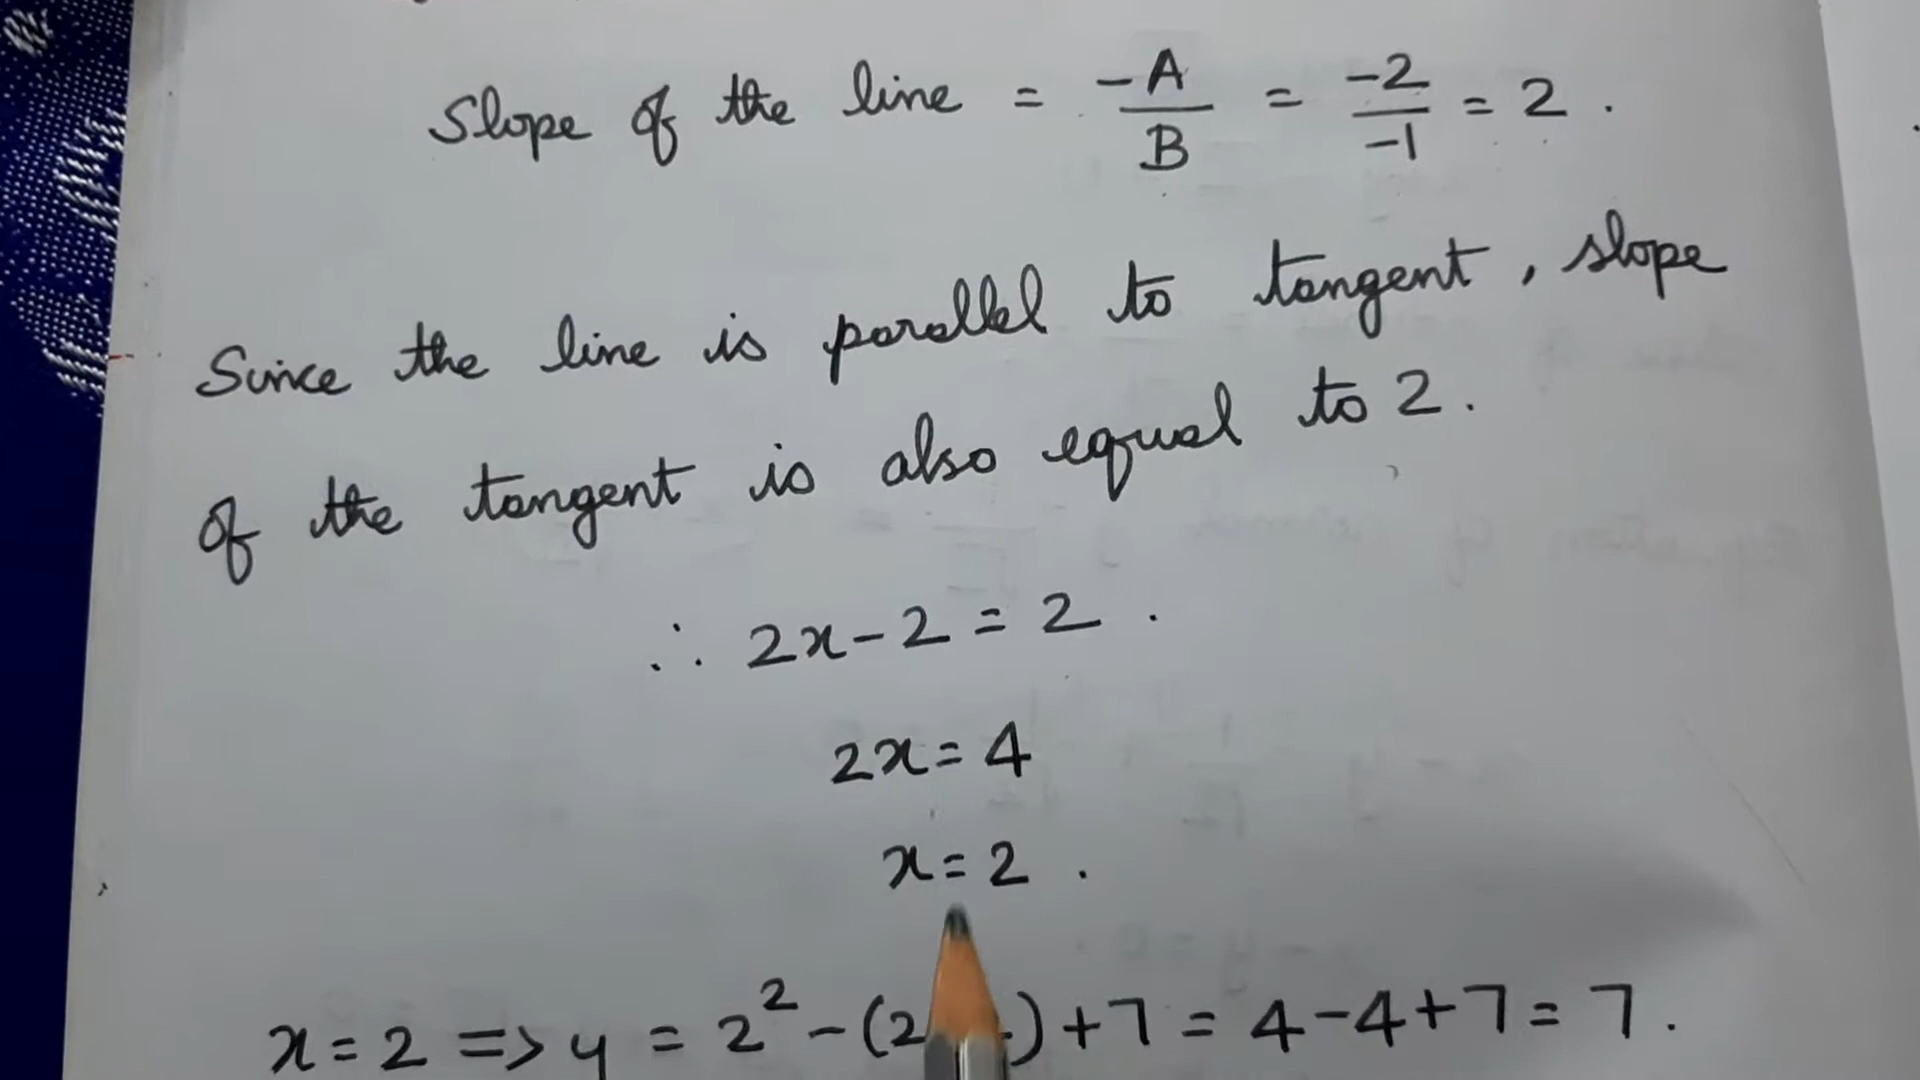 Slope of the line = -A/B = -2/-1 = 2 .
Since the line is parallel to tangent, slope
of the tangent is also equal to 2.
∴ 2x-2 = 2 .
2x = 4
x = 2 .
x = 2 => y = 2² - (2 ) + 7 = 4-4+7 = 7.